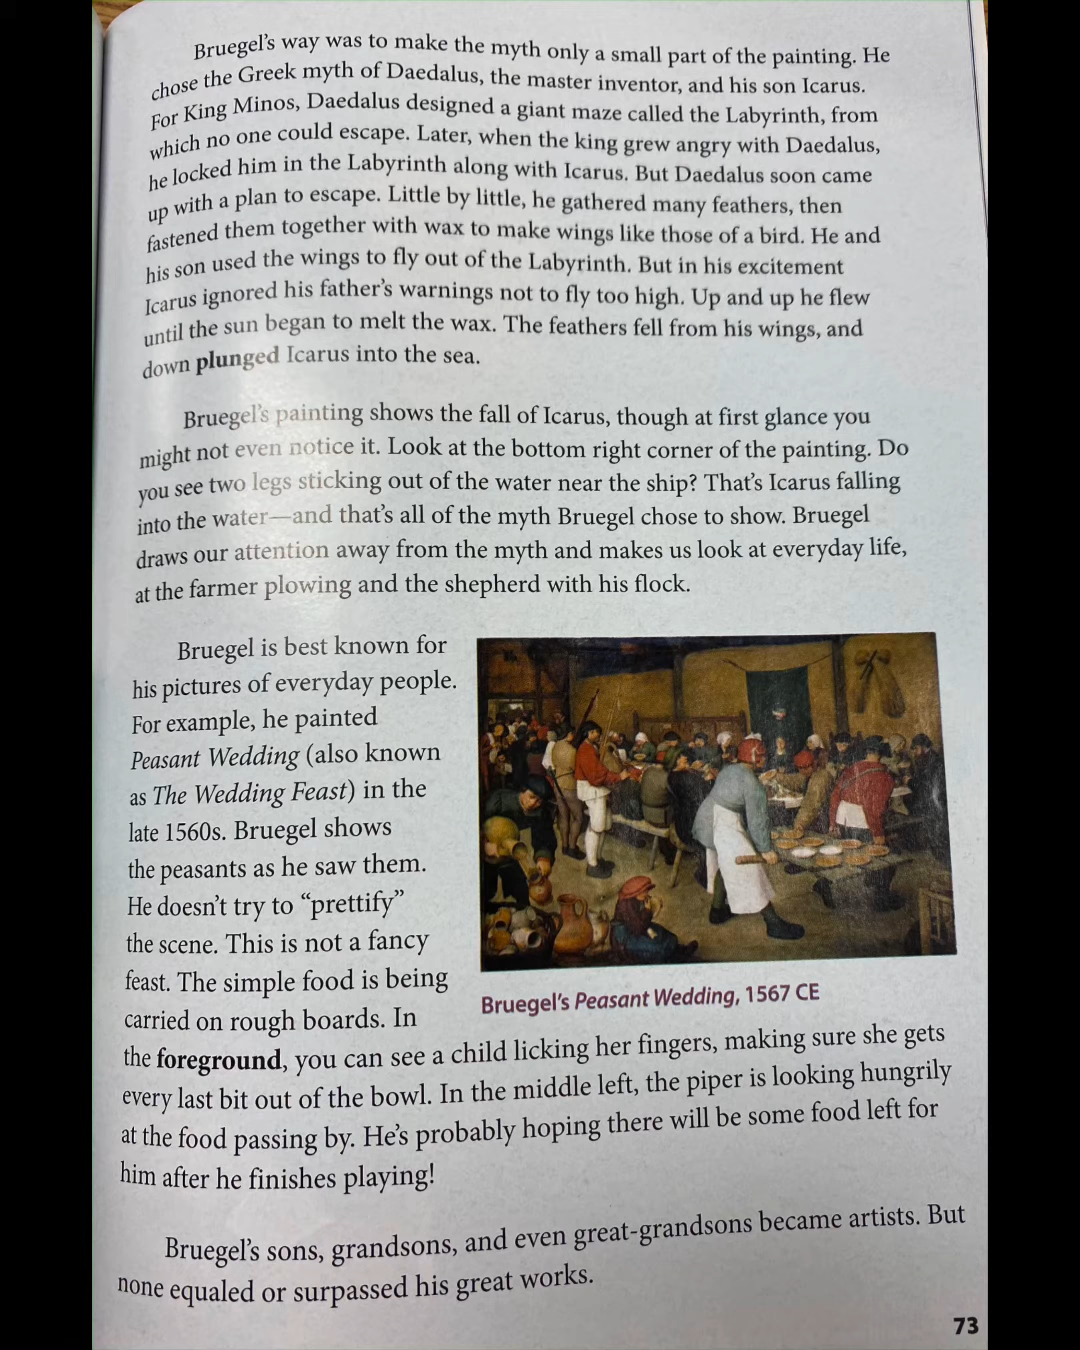 Bruegel's way was to make the myth only a small part of the painting. He
chose the Greek myth of Daedalus, the master inventor, and his son Icarus.
For King Minos, Daedalus designed a giant maze called the Labyrinth, from
which no one could escape. Later, when the king grew angry with Daedalus,
he locked him in the Labyrinth along with Icarus. But Daedalus soon came
up with a plan to escape. Little by little, he gathered many feathers, then
fastened them together with wax to make wings like those of a bird. He and
his son used the wings to fly out of the Labyrinth. But in his excitement
Icarus ignored his father's warnings not to fly too high. Up and up he flew
until the sun began to melt the wax. The feathers fell from his wings, and
down plunged Icarus into the sea.
Bruegel's painting shows the fall of Icarus, though at first glance you
might not even notice it. Look at the bottom right corner of the painting. Do
you see two legs sticking out of the water near the ship? That's Icarus falling
into the water—and that's all of the myth Bruegel chose to show. Bruegel
draws our attention away from the myth and makes us look at everyday life,
at the farmer plowing and the shepherd with his flock.
Bruegel is best known for
his pictures of everyday people.
For example, he painted
Peasant Wedding (also known
as The Wedding Feast) in the
late 1560s. Bruegel shows
the peasants as he saw them.
He doesn't try to "prettify"
the scene. This is not a fancy
feast. The simple food is being
carried on rough boards. In
the foreground, you can see a child licking her fingers, making sure she gets
every last bit out of the bowl. In the middle left, the piper is looking hungrily
at the food passing by. He's probably hoping there will be some food left for
him after he finishes playing!
Bruegel's Peasant Wedding, 1567 CE
Bruegel's sons, grandsons, and even great-grandsons became artists. But
none equaled or surpassed his great works.
73